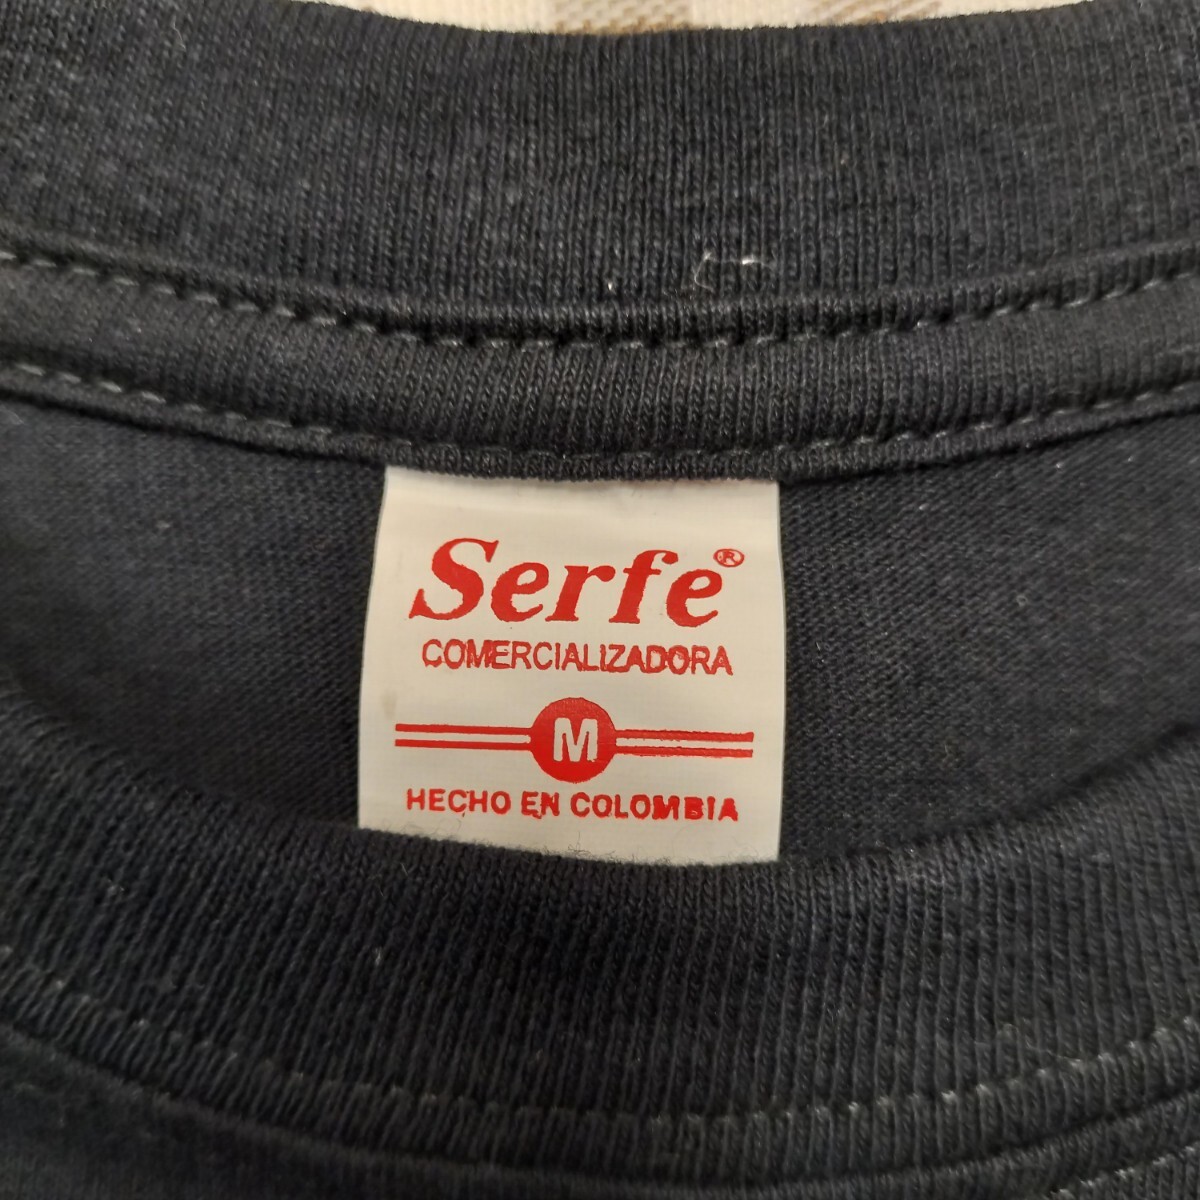 Serfe®
COMERCIALIZADORA
M
HECHO EN COLOMBIA